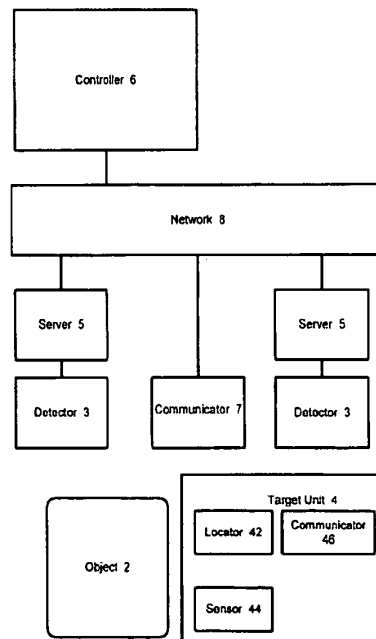 Controller 6
Network 8
Server 5
Server 5
Detector 3
Communicator 7
Detector 3
Target Unit 4
Locator 42
Communicator
46
Object 2
Sensor 44